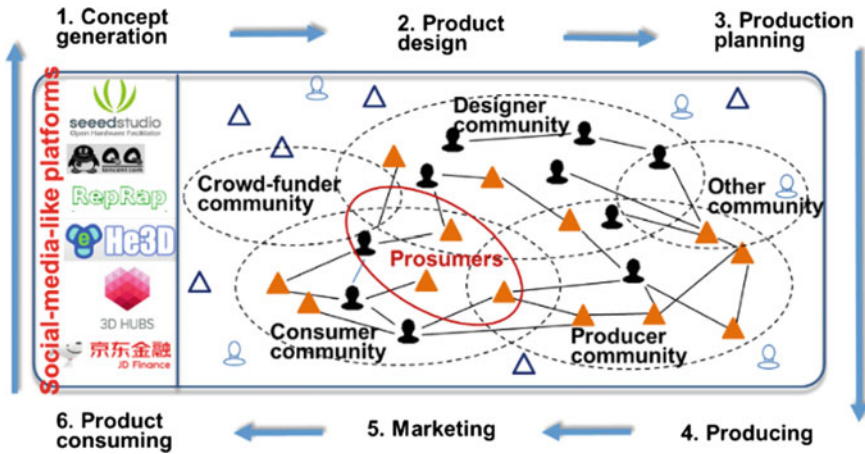 1. Concept
generation
2. Product
design
3. Production
planning
Social-media-like platforms
seeedstudio
Open Hardware Facilitator
QQ
tencent.com
RepRap
e He3D
3D HUBS
京东金融
JD Finance
Designer
community
Crowd-funder
community
Other
community
Prosumers
Consumer
community
Producer
community
6. Product
consuming
5. Marketing
4. Producing